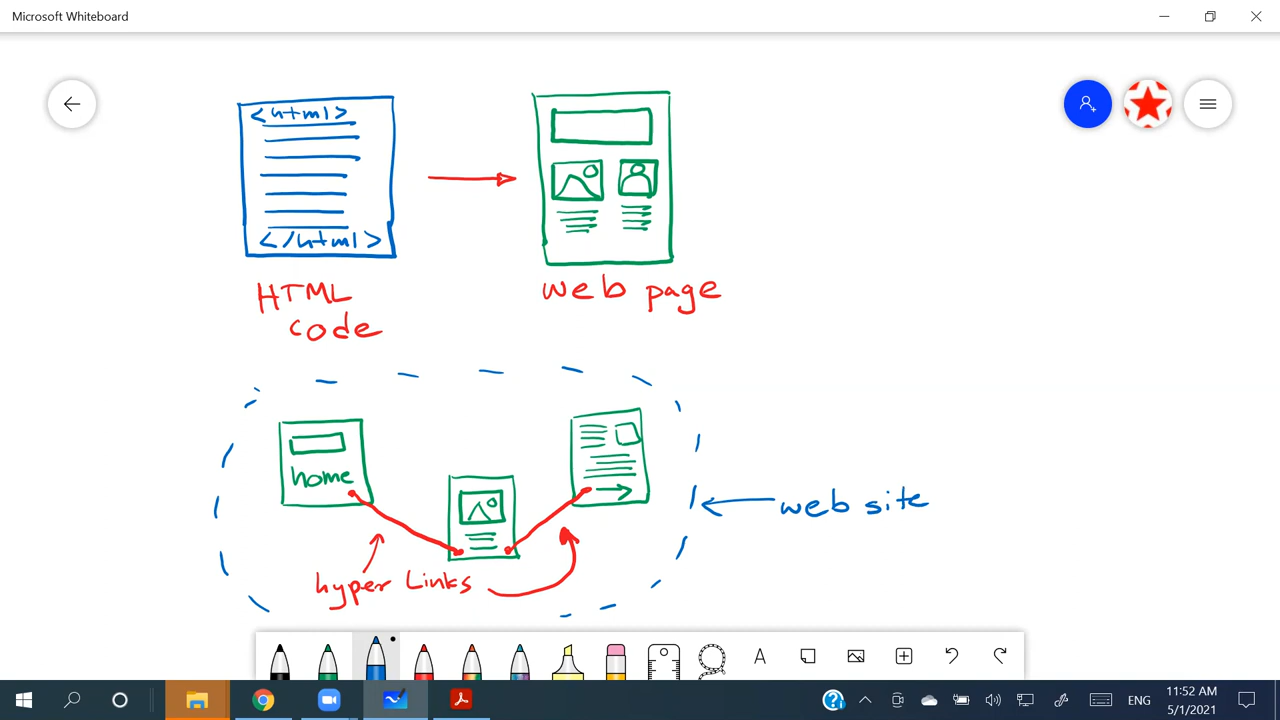 Microsoft Whiteboard
<html>
</html>
HTML
code
web page
home
hyper Links
web site
A
ENG
11:52 AM
5/1/2021